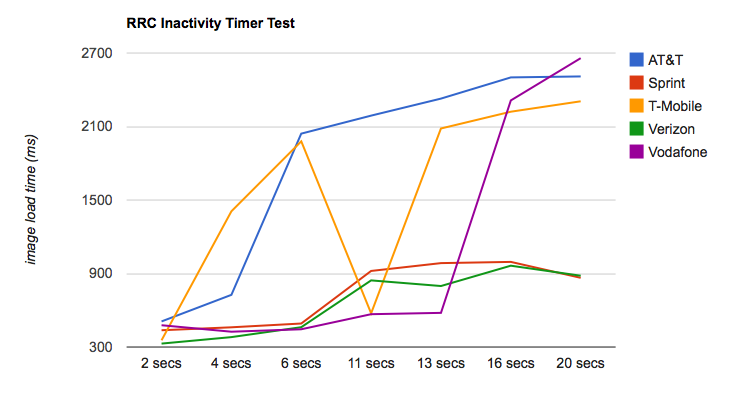 RRC Inactivity Timer Test
2700
2100
1500
900
300
image load time (ms)
2 secs
4 secs
6 secs
11 secs
13 secs
16 secs
20 secs
AT&T
Sprint
T-Mobile
Verizon
Vodafone